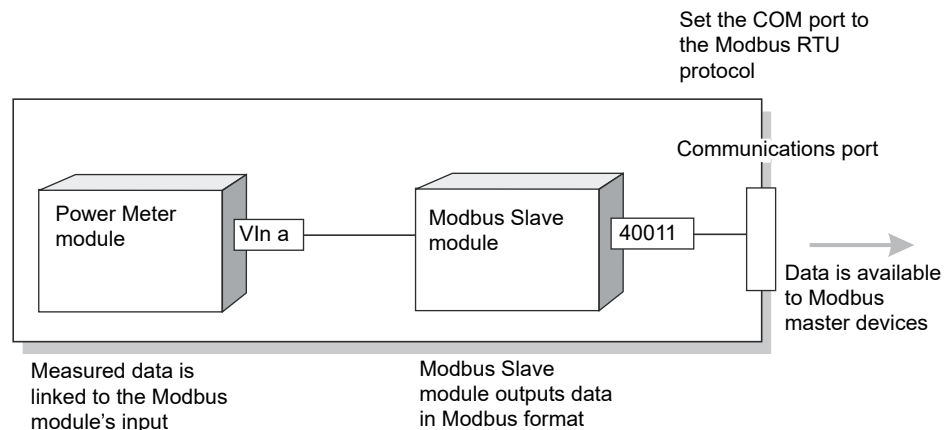 Set the COM port to
the Modbus RTU
protocol
Communications port
Power Meter
module
VIn a
Modbus Slave
module
40011
Data is available
to Modbus
master devices
Measured data is
linked to the Modbus
module's input
Modbus Slave
module outputs data
in Modbus format